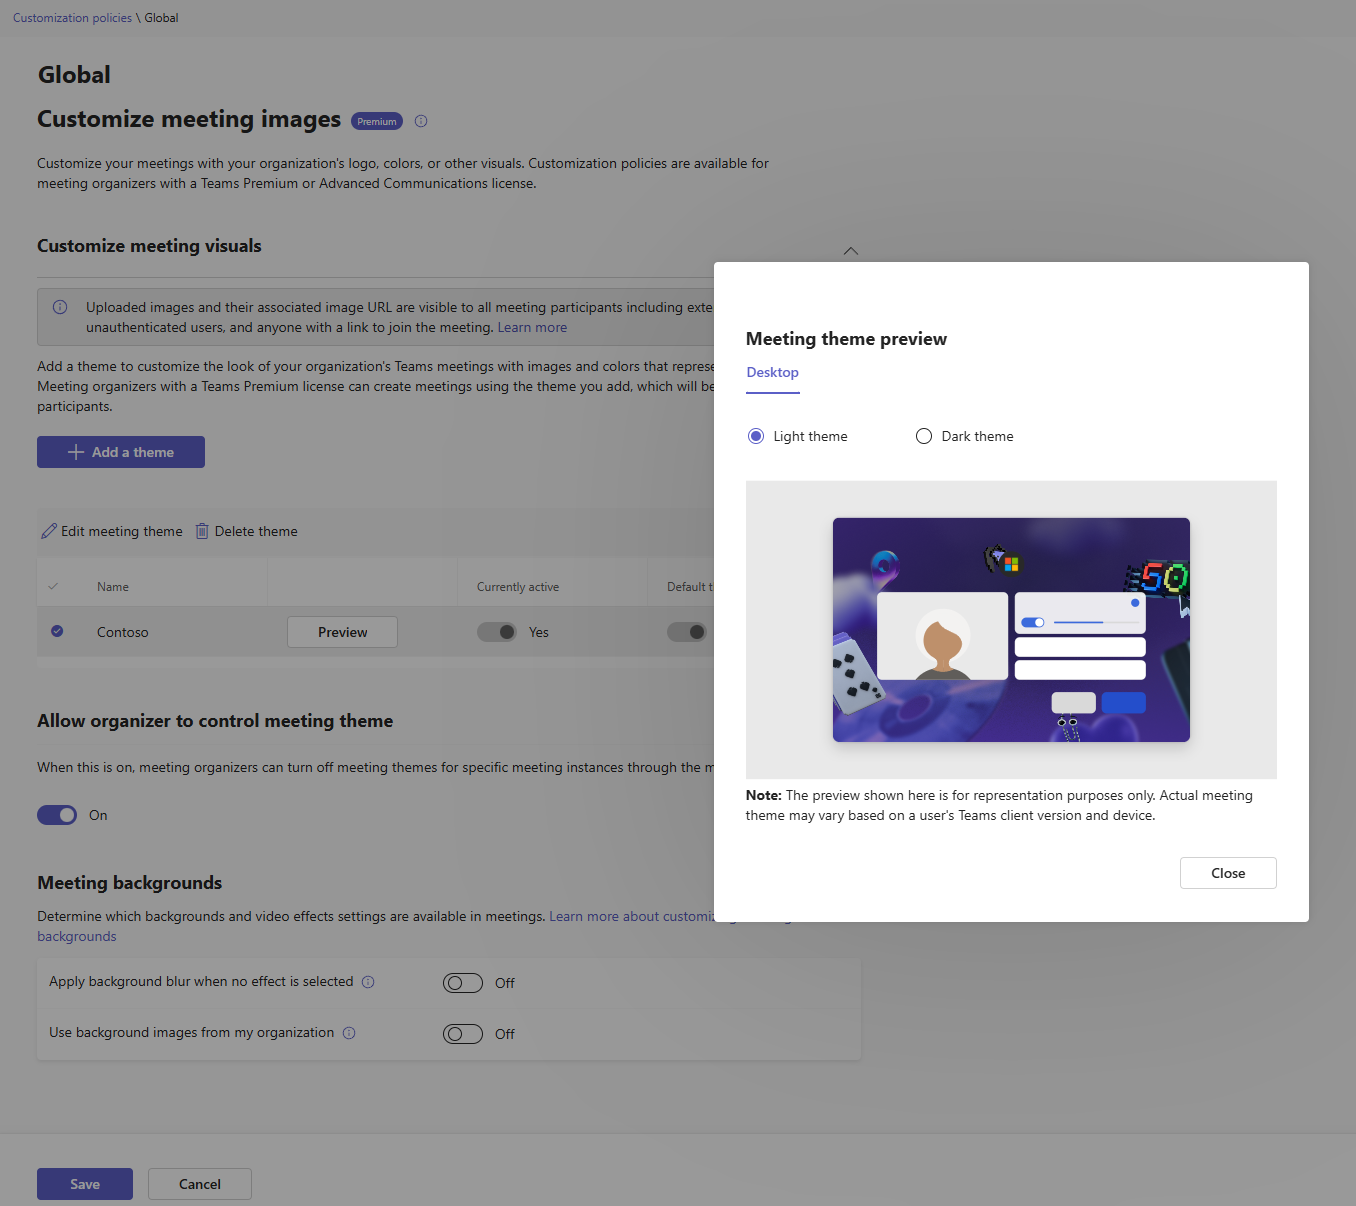 Customization policies \ Global
Global
Customize meeting images Premium
Customize your meetings with your organization's logo, colors, or other visuals. Customization policies are available for
meeting organizers with a Teams Premium or Advanced Communications license.
Customize meeting visuals
Uploaded images and their associated image URL are visible to all meeting participants including exte
unauthenticated users, and anyone with a link to join the meeting. Learn more
Add a theme to customize the look of your organization's Teams meetings with images and colors that represe
Meeting organizers with a Teams Premium license can create meetings using the theme you add, which will be
participants.
Add a theme
Edit meeting theme Delete theme
Name Currently active Default t
Contoso Preview Yes
Allow organizer to control meeting theme
When this is on, meeting organizers can turn off meeting themes for specific meeting instances through the m
On
Meeting backgrounds
Determine which backgrounds and video effects settings are available in meetings. Learn more about customiz
backgrounds
Apply background blur when no effect is selected Off
Use background images from my organization Off
Save Cancel
Meeting theme preview
Desktop
Light theme Dark theme
50
Note: The preview shown here is for representation purposes only. Actual meeting
theme may vary based on a user's Teams client version and device.
Close